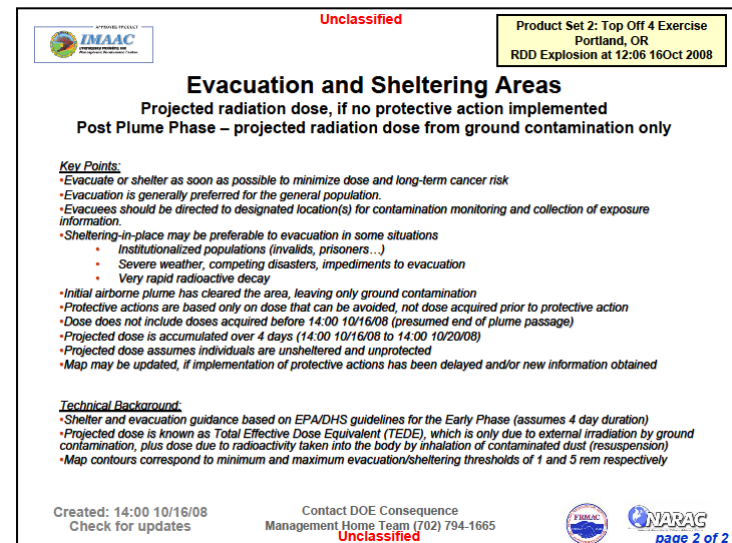 Unclassified
APPROVED PRODUCT
IMAAC
Product Set 2: Top Off 4 Exercise
Portland, OR
RDD Explosion at 12:06 16Oct 2008
Evacuation and Sheltering Areas
Projected radiation dose, if no protective action implemented
Post Plume Phase – projected radiation dose from ground contamination only
Key Points:
•Evacuate or shelter as soon as possible to minimize dose and long-term cancer risk
•Evacuation is generally preferred for the general population.
•Evacuees should be directed to designated location(s) for contamination monitoring and collection of exposure
information.
•Sheltering-in-place may be preferable to evacuation in some situations
• Institutionalized populations (invalids, prisoners…)
• Severe weather, competing disasters, impediments to evacuation
• Very rapid radioactive decay
•Initial airborne plume has cleared the area, leaving only ground contamination
•Protective actions are based only on dose that can be avoided, not dose acquired prior to protective action
•Dose does not include doses acquired before 14:00 10/16/08 (presumed end of plume passage)
•Projected dose is accumulated over 4 days (14:00 10/16/08 to 14:00 10/20/08)
•Projected dose assumes individuals are unsheltered and unprotected
•Map may be updated, if implementation of protective actions has been delayed and/or new information obtained
Technical Background:
•Shelter and evacuation guidance based on EPA/DHS guidelines for the Early Phase (assumes 4 day duration)
•Projected dose is known as Total Effective Dose Equivalent (TEDE), which is only due to external irradiation by ground
contamination, plus dose due to radioactivity taken into the body by inhalation of contaminated dust (resuspension)
•Map contours correspond to minimum and maximum evacuation/sheltering thresholds of 1 and 5 rem respectively
Created: 14:00 10/16/08
Check for updates
Contact DOE Consequence
Management Home Team (702) 794-1665
Unclassified
FRMAC
NARAC
page 2 of 2